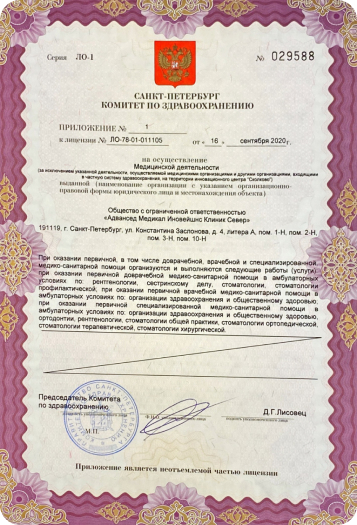 Серия ЛО-1 № 029588
САНКТ-ПЕТЕРБУРГ
КОМИТЕТ ПО ЗДРАВООХРАНЕНИЮ
ПРИЛОЖЕНИЕ № 1
к лицензии № ЛО-78-01-011105 от « 16 » сентября 2020 г.
на осуществление
Медицинской деятельности
(за исключением указанной деятельности, осуществляемой медицинскими организациями и другими организациями, входящими
в частную систему здравоохранения, на территории инновационного центра "Сколково")
выданной (наименование организации с указанием организационно-
правовой формы юридического лица и местонахождения объекта)
Общество с ограниченной ответственностью
«Адвансед Медикал Иновейшнс Клиник Север»
191119, г. Санкт-Петербург, ул. Константина Заслонова, д. 4, литера А, пом. 1-Н, пом. 2-Н,
пом. 3-Н, пом. 10-Н
При оказании первичной, в том числе доврачебной, врачебной и специализированной,
медико-санитарной помощи организуются и выполняются следующие работы (услуги):
при оказании первичной доврачебной медико-санитарной помощи в амбулаторных
условиях по: рентгенологии, сестринскому делу, стоматологии, стоматологии
профилактической; при оказании первичной врачебной медико-санитарной помощи в
амбулаторных условиях по: организации здравоохранения и общественному здоровью;
при оказании первичной специализированной медико-санитарной помощи в
амбулаторных условиях по: организации здравоохранения и общественному здоровью,
ортодонтии, рентгенологии, стоматологии общей практики, стоматологии ортопедической,
стоматологии терапевтической, стоматологии хирургической.
Председатель Комитета
по здравоохранению Д.Г.Лисовец
М.П.
Приложение является неотъемлемой частью лицензии